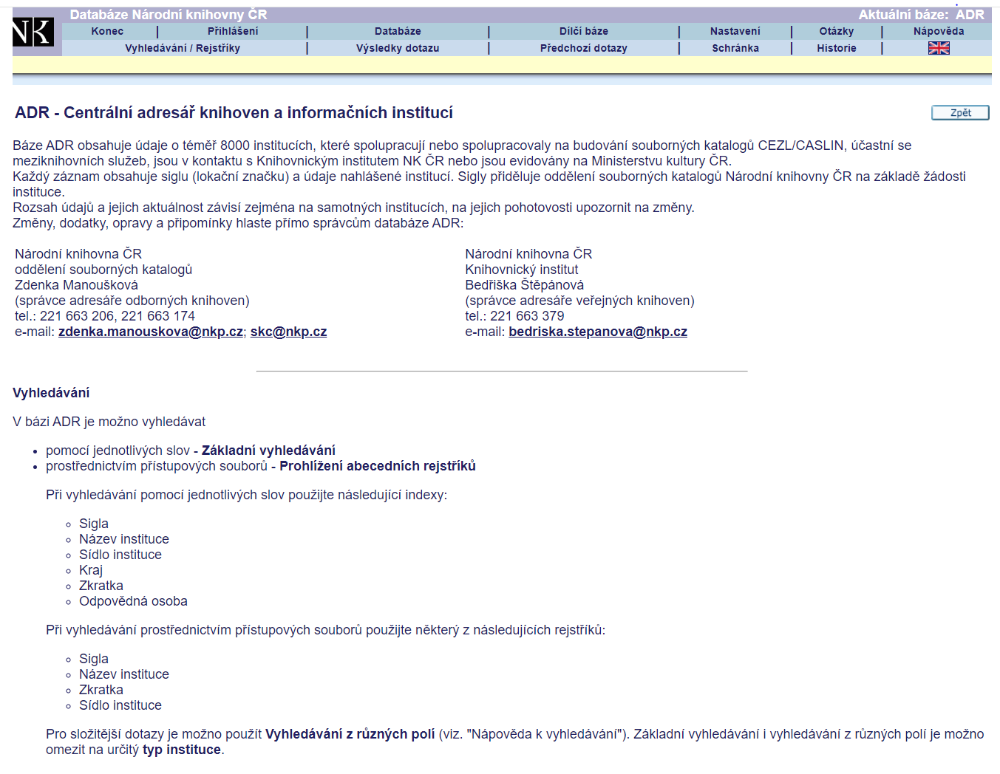 Databáze Národní knihovny ČR Aktuální báze: ADR
NK
Konec | Přihlášení | Databáze | Dílčí báze | Nastavení | Otázky | Nápověda
Vyhledávání / Rejstříky | Výsledky dotazu | Předchozí dotazy | Schránka | Historie |
ADR - Centrální adresář knihoven a informačních institucí
Zpět
Báze ADR obsahuje údaje o téměř 8000 institucích, které spolupracují nebo spolupracovaly na budování souborných katalogů CEZL/CASLIN, účastní se
meziknihovních služeb, jsou v kontaktu s Knihovnickým institutem NK ČR nebo jsou evidovány na Ministerstvu kultury ČR.
Každý záznam obsahuje siglu (lokační značku) a údaje nahlášené institucí. Sigly přiděluje oddělení souborných katalogů Národní knihovny ČR na základě žádosti
instituce.
Rozsah údajů a jejich aktuálnost závisí zejména na samotných institucích, na jejich pohotovosti upozornit na změny.
Změny, dodatky, opravy a připomínky hlaste přímo správcům databáze ADR:
Národní knihovna ČR
oddělení souborných katalogů
Zdenka Manoušková
(správce adresáře odborných knihoven)
tel.: 221 663 206, 221 663 174
e-mail: zdenka.manouskova@nkp.cz; skc@nkp.cz
Národní knihovna ČR
Knihovnický institut
Bedřiška Štěpánová
(správce adresáře veřejných knihoven)
tel.: 221 663 379
e-mail: bedriska.stepanova@nkp.cz
Vyhledávání
V bázi ADR je možno vyhledávat
• pomocí jednotlivých slov - Základní vyhledávání
• prostřednictvím přístupových souborů - Prohlížení abecedních rejstříků
Při vyhledávání pomocí jednotlivých slov použijte následující indexy:
◦ Sigla
◦ Název instituce
◦ Sídlo instituce
◦ Kraj
◦ Zkratka
◦ Odpovědná osoba
Při vyhledávání prostřednictvím přístupových souborů použijte některý z následujících rejstříků:
◦ Sigla
◦ Název instituce
◦ Zkratka
◦ Sídlo instituce
Pro složitější dotazy je možno použít Vyhledávání z různých polí (viz. "Nápověda k vyhledávání"). Základní vyhledávání i vyhledávání z různých polí je možno
omezit na určitý typ instituce.